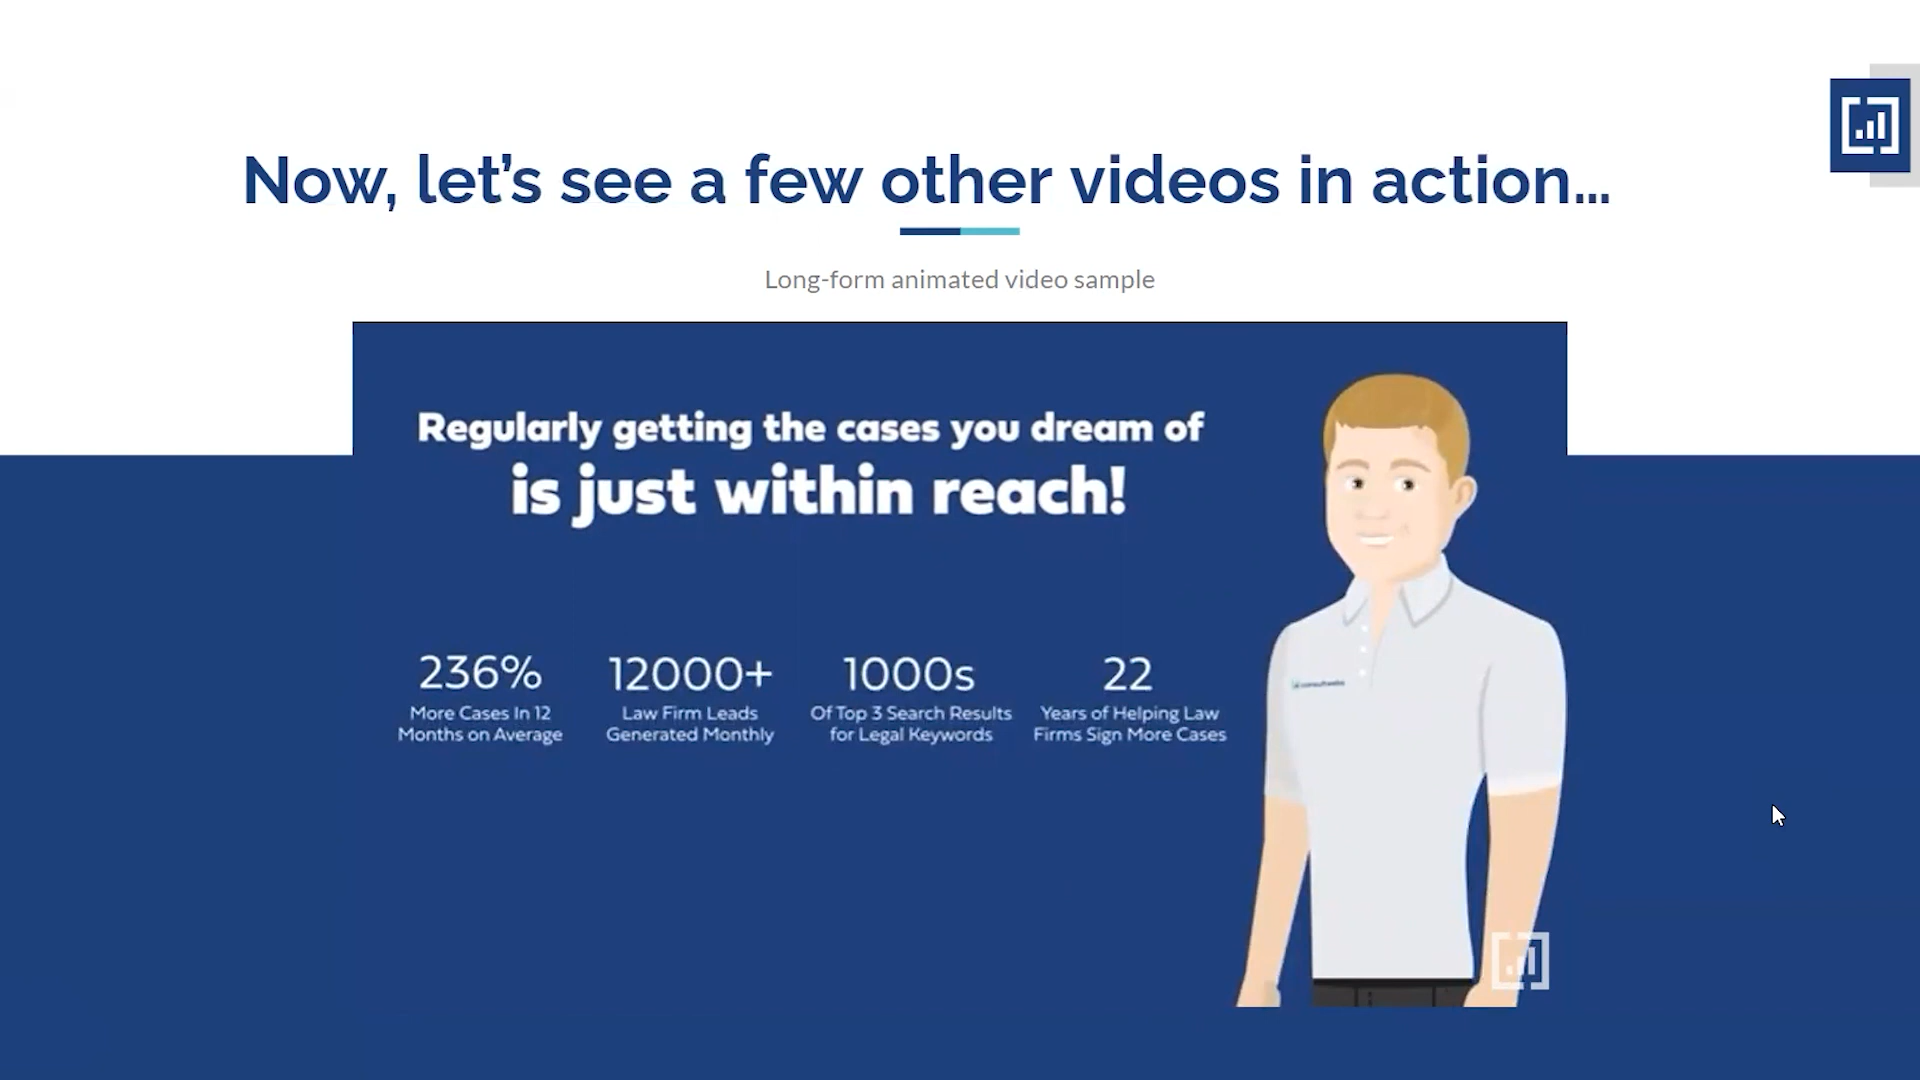 Now, let’s see a few other videos in action...
Long-form animated video sample
Regularly getting the cases you dream of
is just within reach!
236%
More Cases In 12
Months on Average
12000+
Law Firm Leads
Generated Monthly
1000s
Of Top 3 Search Results
for Legal Keywords
22
Years of Helping Law
Firms Sign More Cases